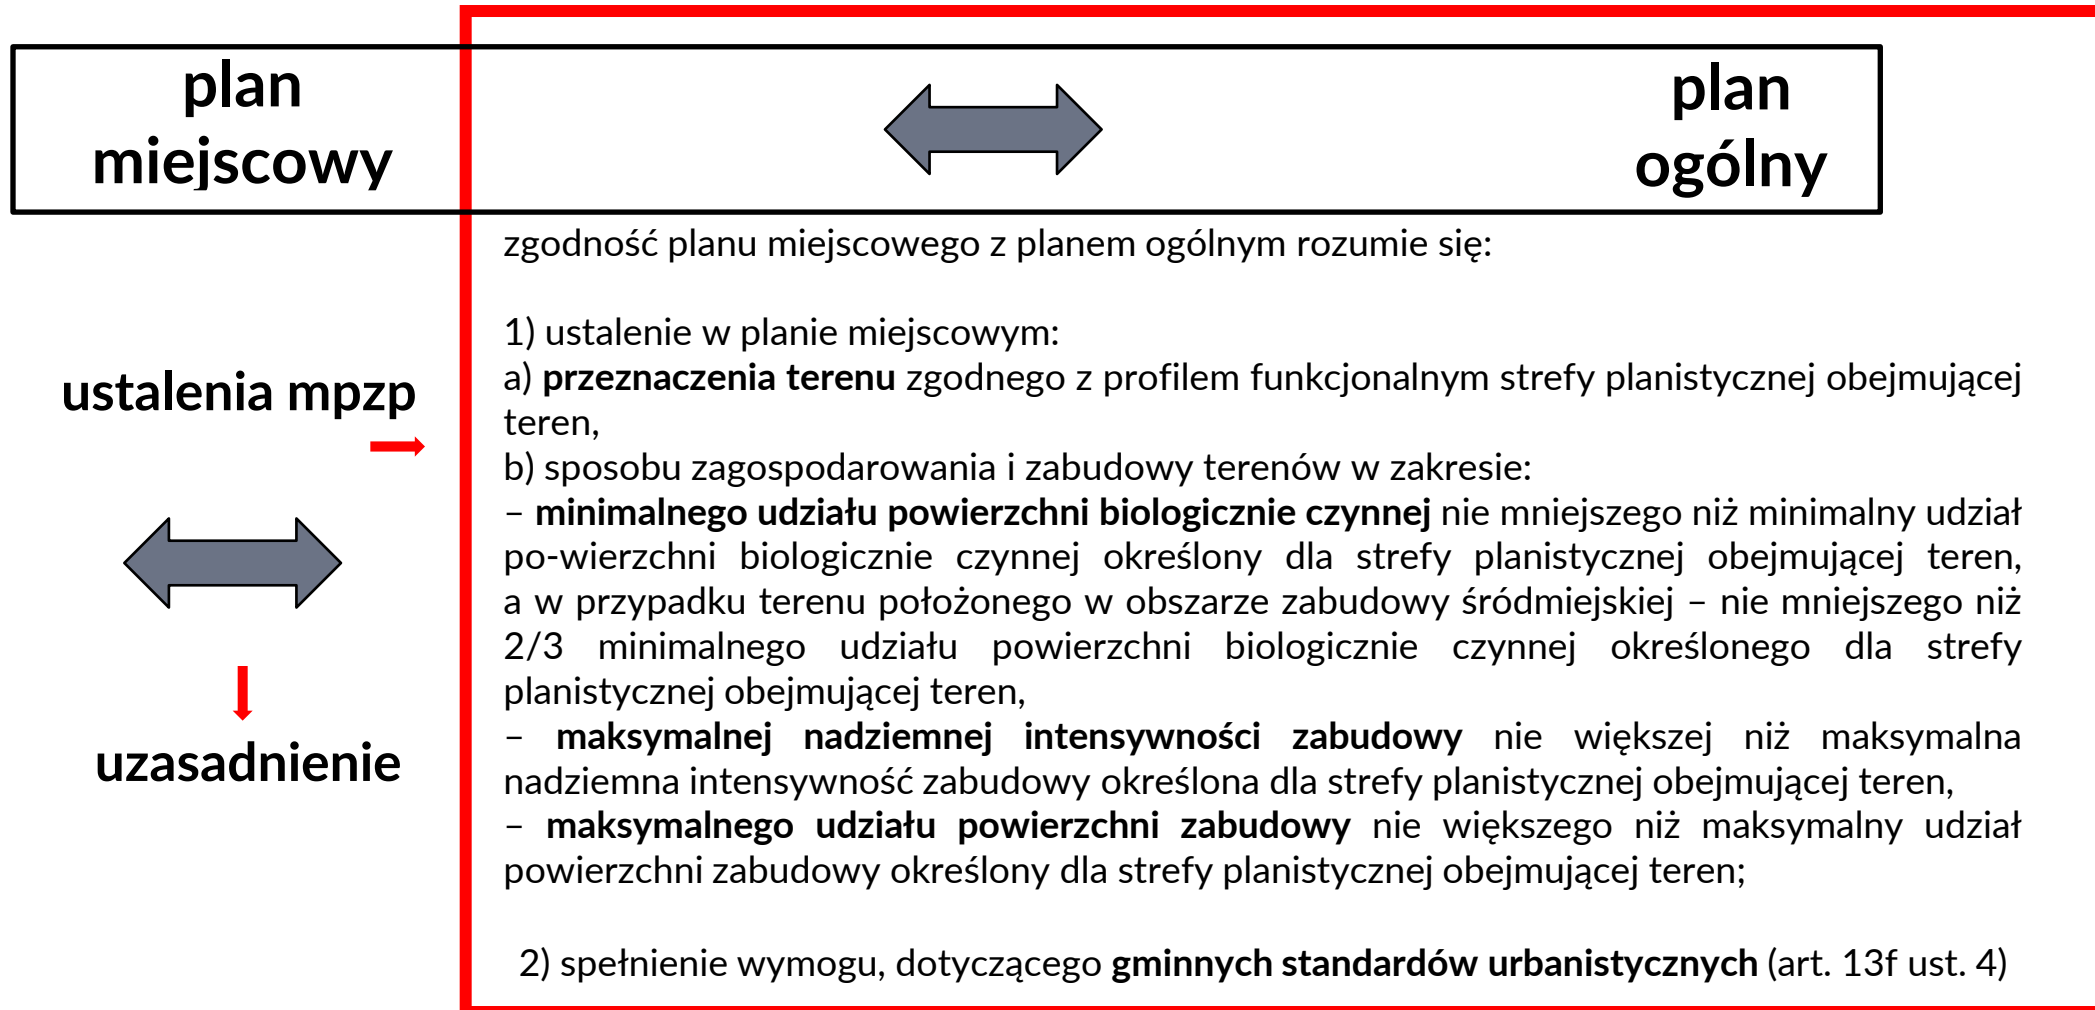 plan
miejscowy
plan
ogólny
zgodność planu miejscowego z planem ogólnym rozumie się:
1) ustalenie w planie miejscowym:
a) przeznaczenia terenu zgodnego z profilem funkcjonalnym strefy planistycznej obejmującej
teren,
b) sposobu zagospodarowania i zabudowy terenów w zakresie:
– minimalnego udziału powierzchni biologicznie czynnej nie mniejszego niż minimalny udział
po-wierzchni biologicznie czynnej określony dla strefy planistycznej obejmującej teren,
a w przypadku terenu położonego w obszarze zabudowy śródmiejskiej – nie mniejszego niż
2/3 minimalnego udziału powierzchni biologicznie czynnej określonego dla strefy
planistycznej obejmującej teren,
– maksymalnej nadziemnej intensywności zabudowy nie większej niż maksymalna
nadziemna intensywność zabudowy określona dla strefy planistycznej obejmującej teren,
– maksymalnego udziału powierzchni zabudowy nie większego niż maksymalny udział
powierzchni zabudowy określony dla strefy planistycznej obejmującej teren;
2) spełnienie wymogu, dotyczącego gminnych standardów urbanistycznych (art. 13f ust. 4)
ustalenia mpzp
uzasadnienie